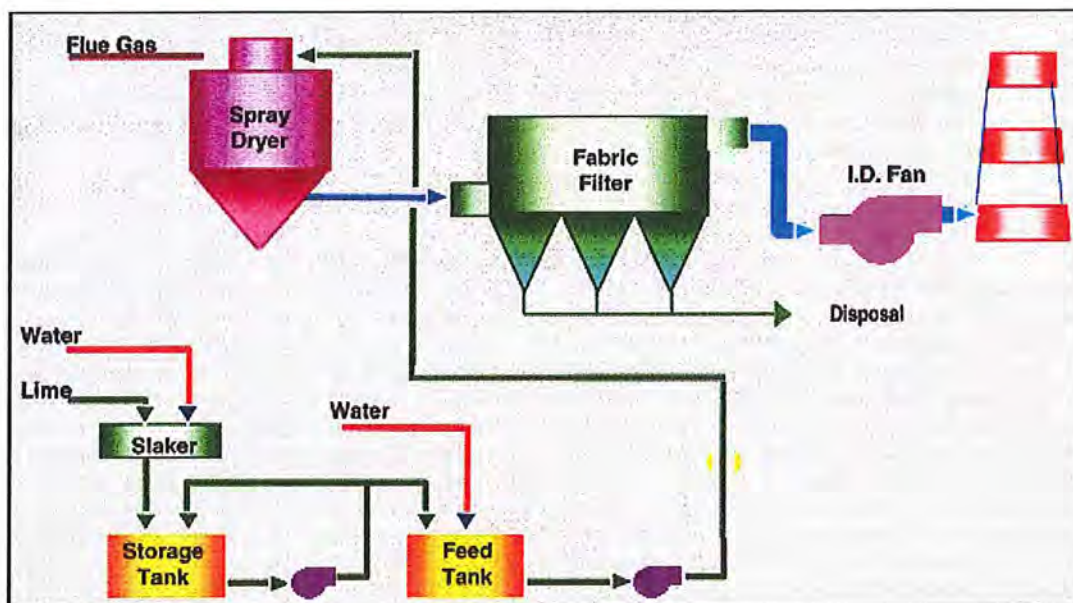 Flue Gas
Spray
Dryer
Fabric
Filter
I.D. Fan
Disposal
Water
Lime
Slaker
Water
Storage
Tank
Feed
Tank